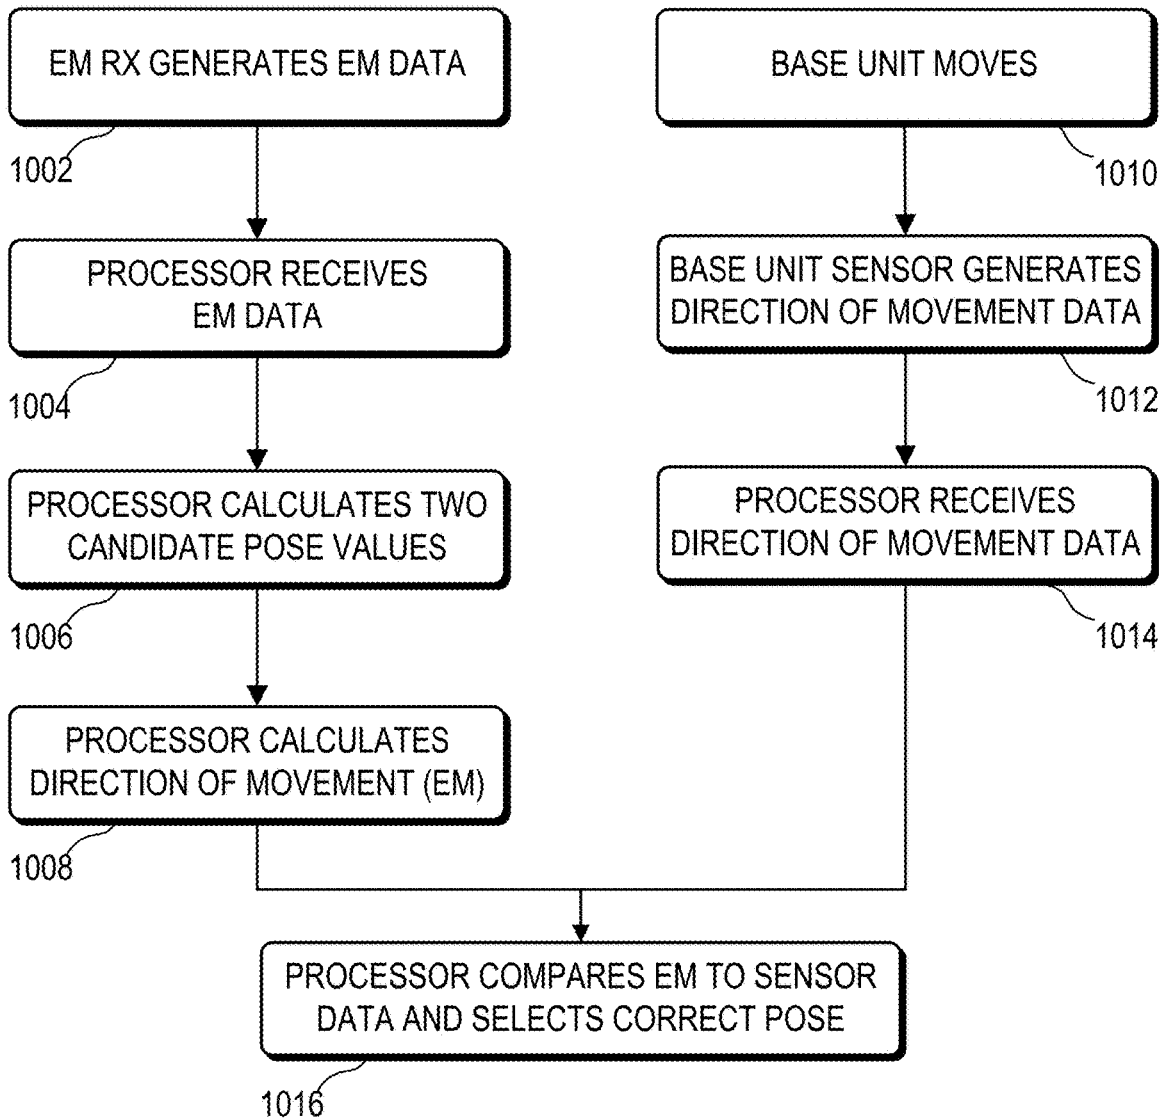 EM RX GENERATES EM DATA
1002
PROCESSOR RECEIVES
EM DATA
1004
PROCESSOR CALCULATES TWO
CANDIDATE POSE VALUES
1006
PROCESSOR CALCULATES
DIRECTION OF MOVEMENT (EM)
1008
BASE UNIT MOVES
1010
BASE UNIT SENSOR GENERATES
DIRECTION OF MOVEMENT DATA
1012
PROCESSOR RECEIVES
DIRECTION OF MOVEMENT DATA
1014
PROCESSOR COMPARES EM TO SENSOR
DATA AND SELECTS CORRECT POSE
1016